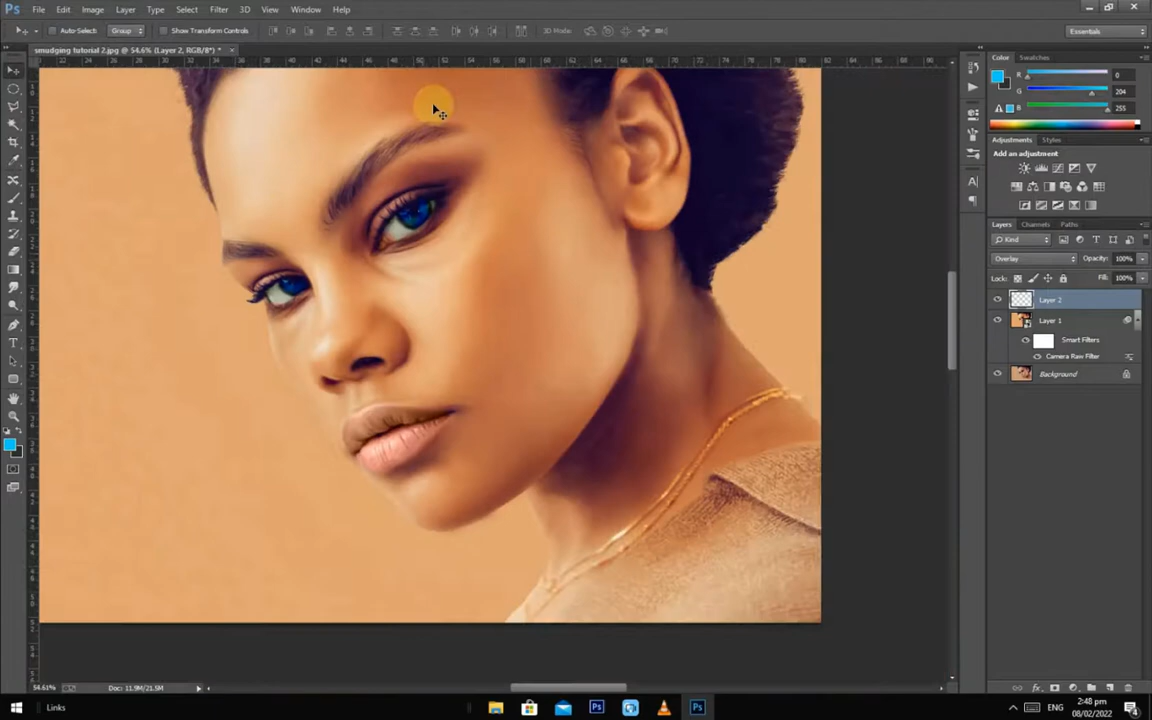 Ps File Edit Image Layer Type Select Filter 3D View Window Help
Auto-Select: Group Show Transform Controls 3D Mode: Essentials
smudging tutorial 2.jpg @ 54.6% (Layer 2, RGB/8*) * ×
Color Swatches
R 0
G 204
B 255
Adjustments Styles
Add an adjustment
Layers Channels Paths
Kind
Overlay Opacity: 100%
Lock: Fill: 100%
Layer 2
Layer 1
Smart Filters
Camera Raw Filter
Background
54.61% Doc: 11.9M/21.5M
Links Ps Ps ENG 2:48 pm
08/02/2022